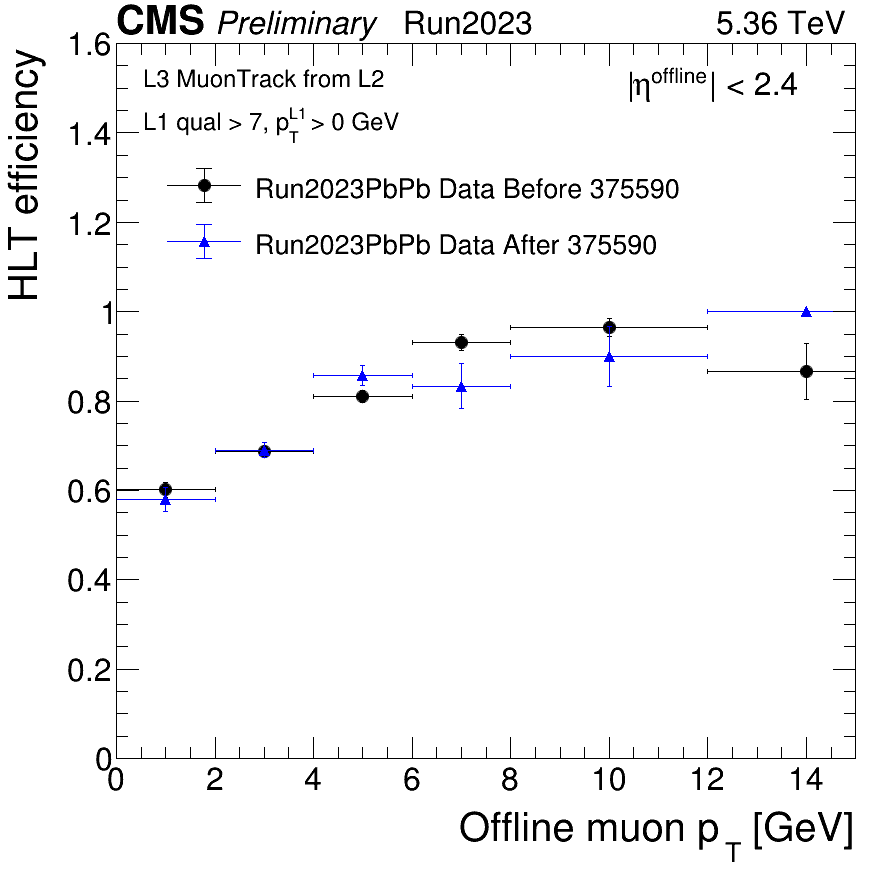 CMS Preliminary Run2023 5.36 TeV
L3 MuonTrack from L2
|η^offline| < 2.4
L1 qual > 7, p_T^L1 > 0 GeV
Run2023PbPb Data Before 375590
Run2023PbPb Data After 375590
HLT efficiency
1.6
1.4
1.2
1
0.8
0.6
0.4
0.2
0
0 2 4 6 8 10 12 14
Offline muon p_T [GeV]